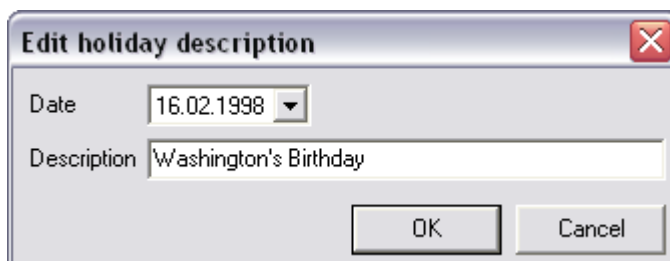 Edit holiday description
Date 16.02.1998
Description Washington's Birthday
OK Cancel